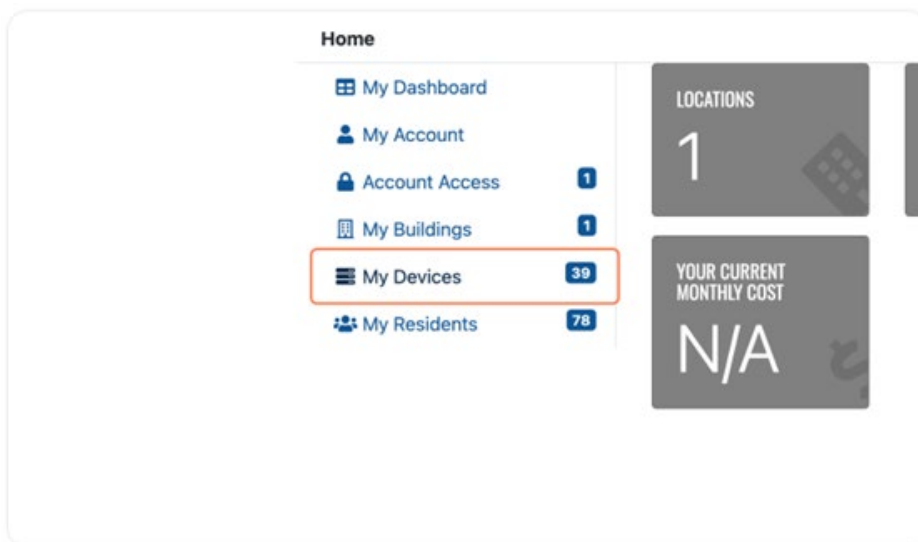 Home
My Dashboard
My Account
Account Access 1
My Buildings 1
My Devices 39
My Residents 78
LOCATIONS
1
YOUR CURRENT
MONTHLY COST
N/A